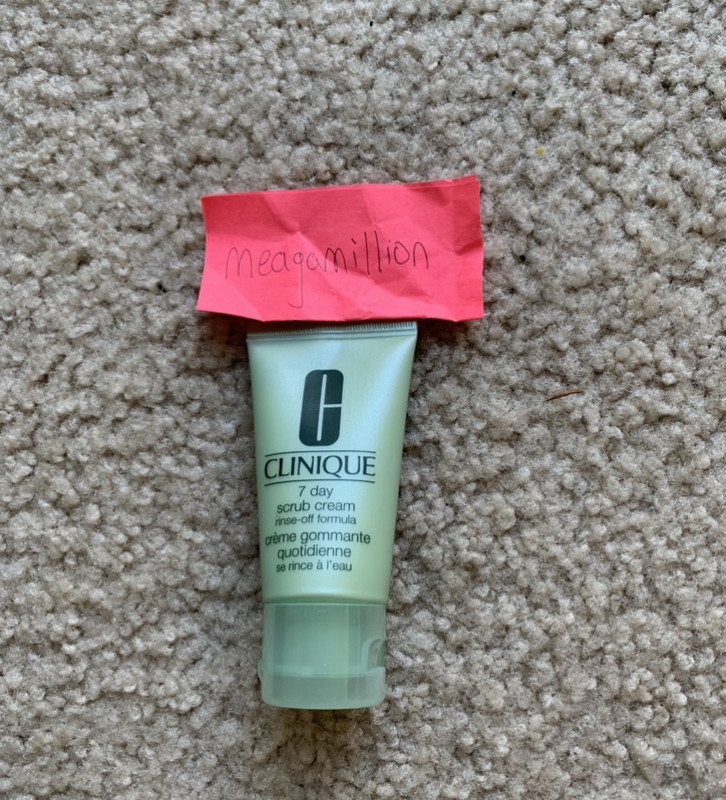 meagamillion
C
CLINIQUE
7 day
scrub cream
rinse-off formula
crème gommante
quotidienne
se rince à l'eau